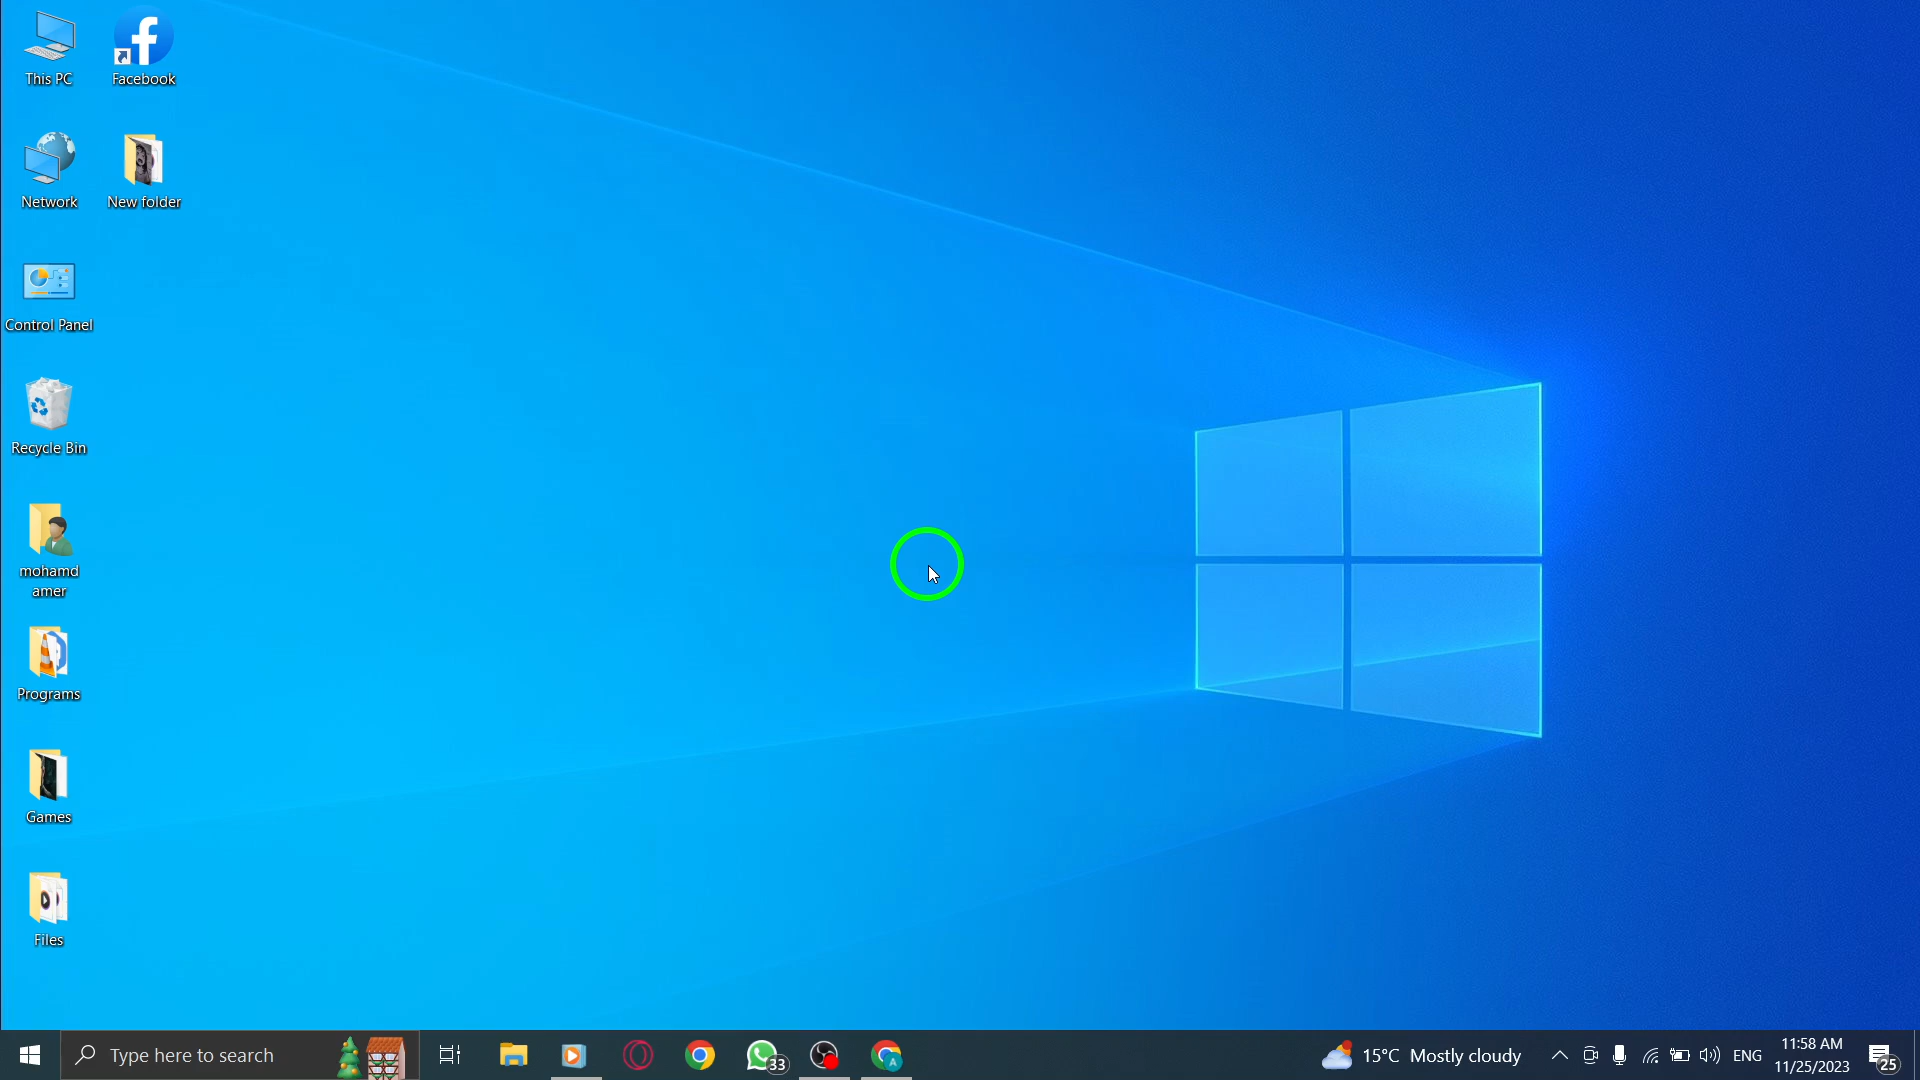 This PC
Facebook
Network
New folder
Control Panel
Recycle Bin
mohamd
amer
Programs
Games
Files
Type here to search
33
A
15°C Mostly cloudy
ENG
11:58 AM
11/25/2023
25